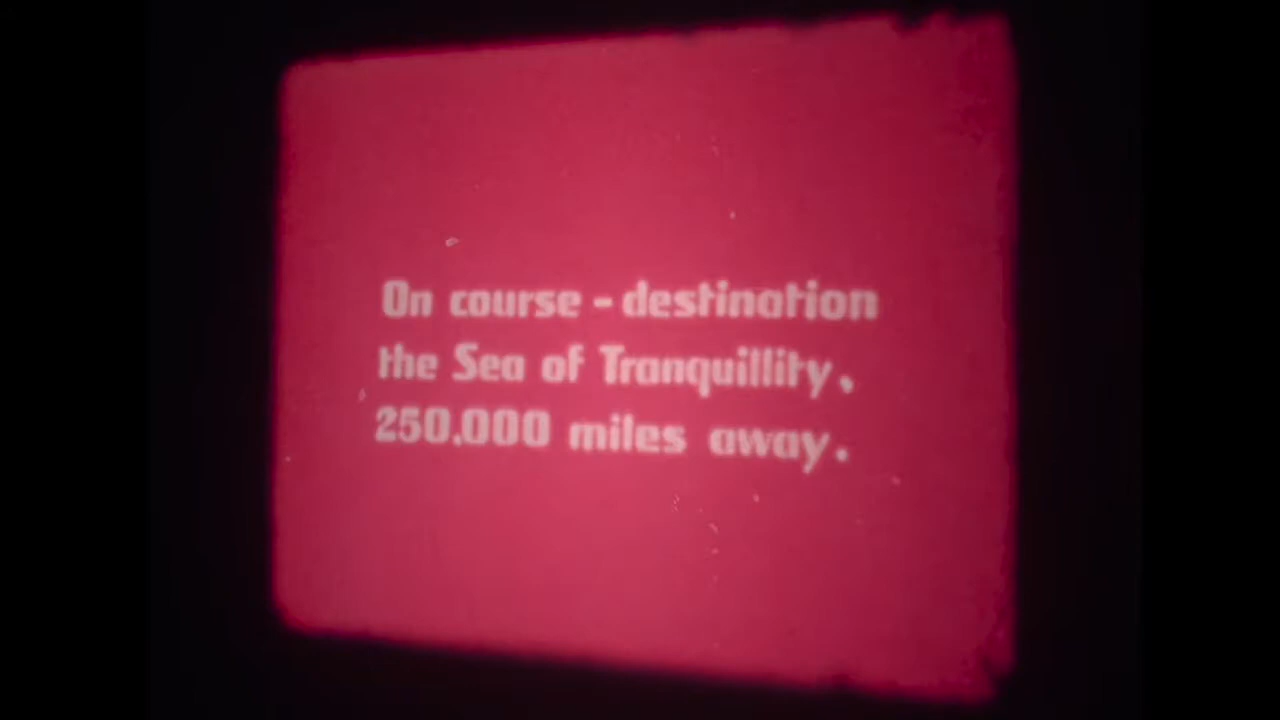 On course - destination
the Sea of Tranquillity,
250,000 miles away.